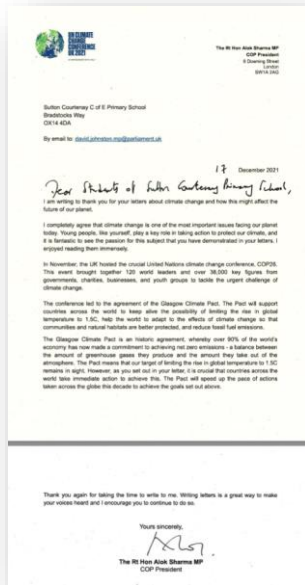 UN CLIMATE
CHANGE
CONFERENCE
UK 2021
The Rt Hon Alok Sharma MP
COP President
Downing Street
London
SW1A 2AG
Sutton Courtenay C of E Primary School
Bradstocks Way
OX14 4DA
By email to: david.johnston.mp@parliament.uk
17 December 2021
Dear Students of Sutton Courtenay Primary School,
I am writing to thank you for your letters about climate change and how this might affect the
future of our planet.
I completely agree that climate change is one of the most important issues facing our planet
today. Young people, like yourself, play a key role in taking action to protect our climate, and
it is fantastic to see the passion for this subject that you have demonstrated in your letters. I
enjoyed reading them immensely.
In November, the UK hosted the crucial United Nations climate change conference, COP26.
This event brought together 120 world leaders and over 38,000 key figures from
governments, charities, businesses, and youth groups to tackle the urgent challenge of
climate change.
The conference led to the agreement of the Glasgow Climate Pact. The Pact will support
countries across the world to keep alive the possibility of limiting the rise in global
temperature to 1.5C, help the world to adapt to the effects of climate change so that
communities and natural habitats are better protected, and reduce fossil fuel emissions.
The Glasgow Climate Pact is an historic agreement, whereby over 90% of the world's
economy has now made a commitment to achieving net zero emissions - a balance between
the amount of greenhouse gases they produce and the amount they take out of the
atmosphere. The Pact means that our target of limiting the rise in global temperature to 1.5C
remains in sight. However, as you set out in your letter, it is crucial that countries across the
world take immediate action to achieve this. The Pact will speed up the pace of actions
taken across the globe this decade to achieve the goals set out above.
Thank you again for taking the time to write to me. Writing letters is a great way to make
your voices heard and I encourage you to continue to do so.
Yours sincerely,
The Rt Hon Alok Sharma MP
COP President